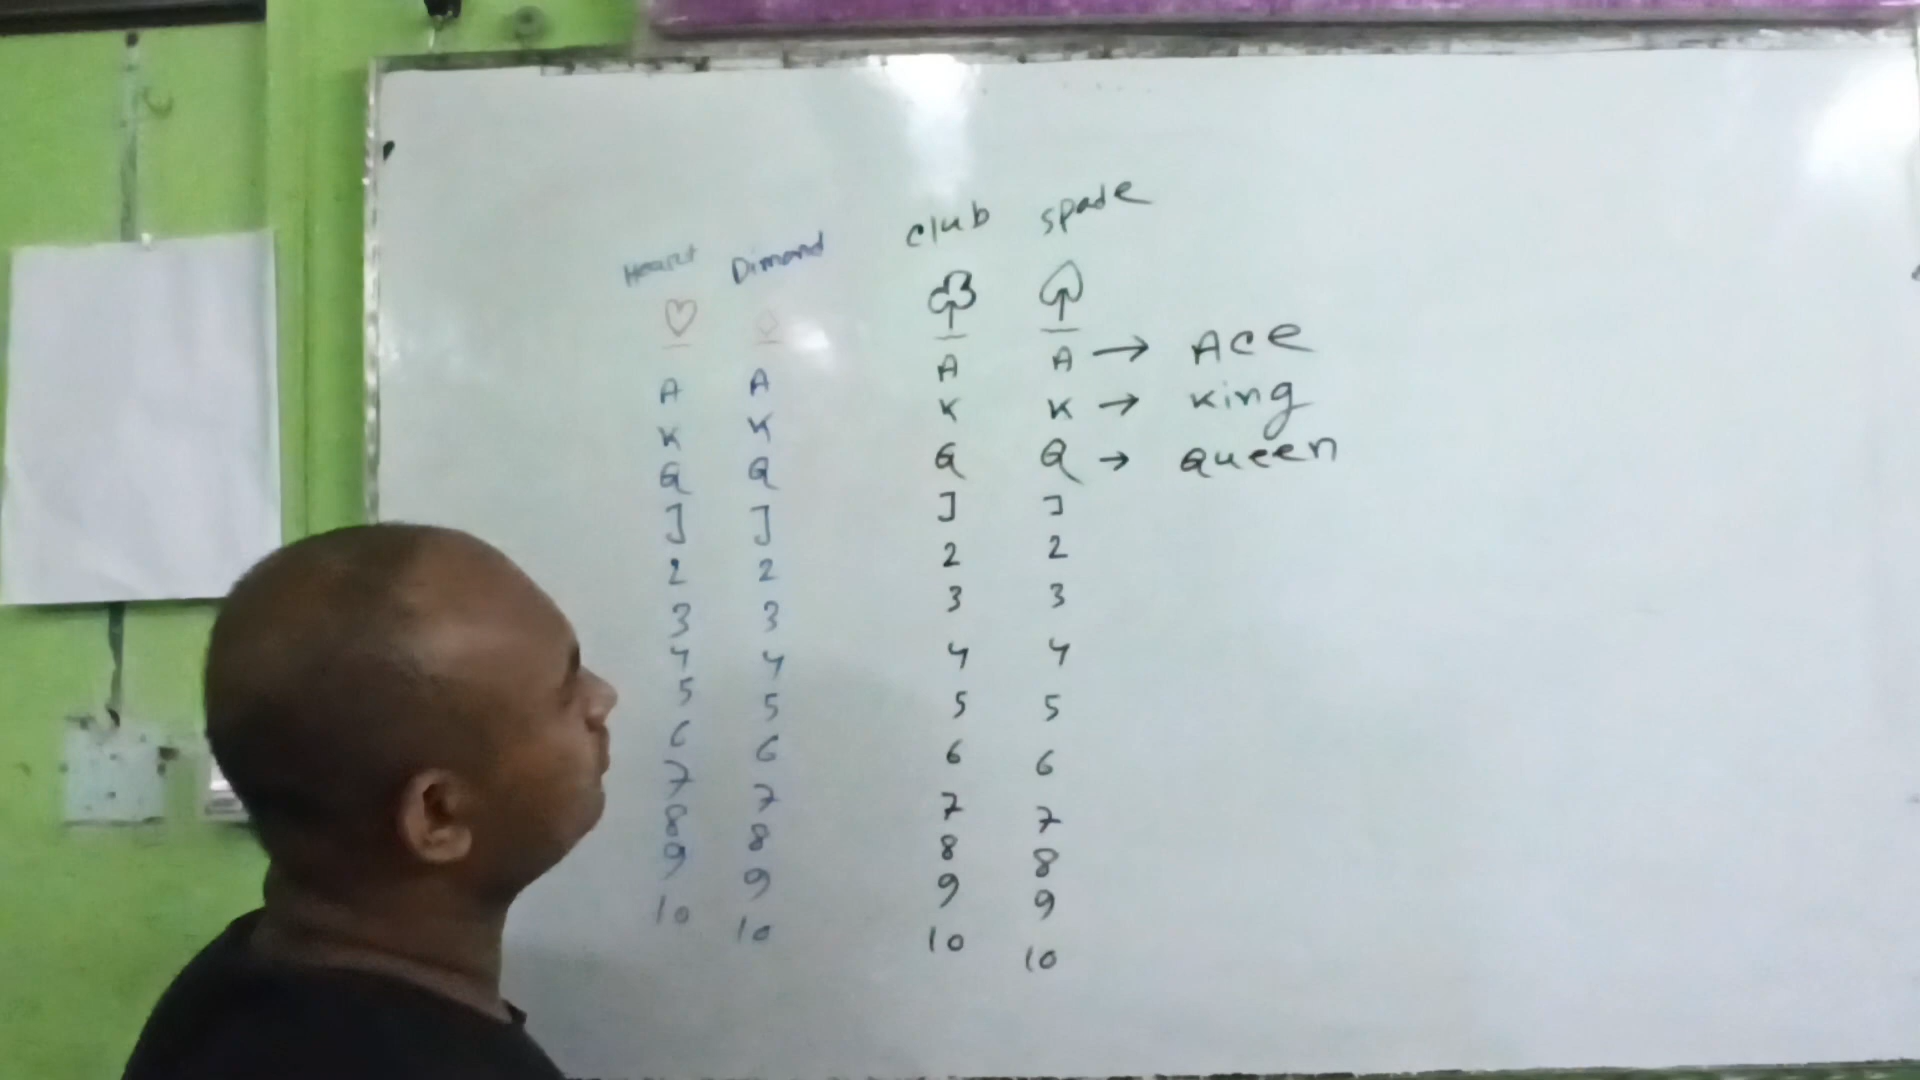 Heart Dimond club spade
A A A A → Ace
K K K K → King
Q Q Q Q → Queen
J J J J
2 2 2 2
3 3 3 3
4 4 4 4
5 5 5 5
6 6 6 6
7 7 7 7
8 8 8 8
9 9 9 9
10 10 10 10